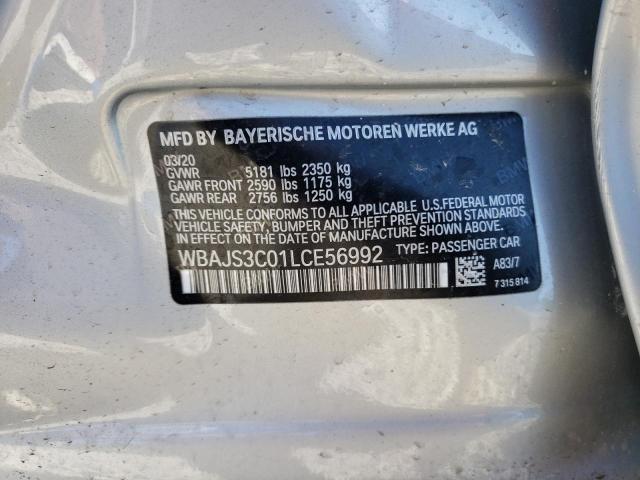 MFD BY BAYERISCHE MOTOREN WERKE AG
03/20
GVWR 5181 lbs 2350 kg
GAWR FRONT 2590 lbs 1175 kg
GAWR REAR 2756 lbs 1250 kg
THIS VEHICLE CONFORMS TO ALL APPLICABLE U.S.FEDERAL MOTOR
VEHICLE SAFETY, BUMPER AND THEFT PREVENTION STANDARDS
IN EFFECT ON THE DATE OF MANUFACTURE SHOWN ABOVE.
WBAJS3C01LCE56992 TYPE: PASSENGER CAR
A83/7
7 315 814